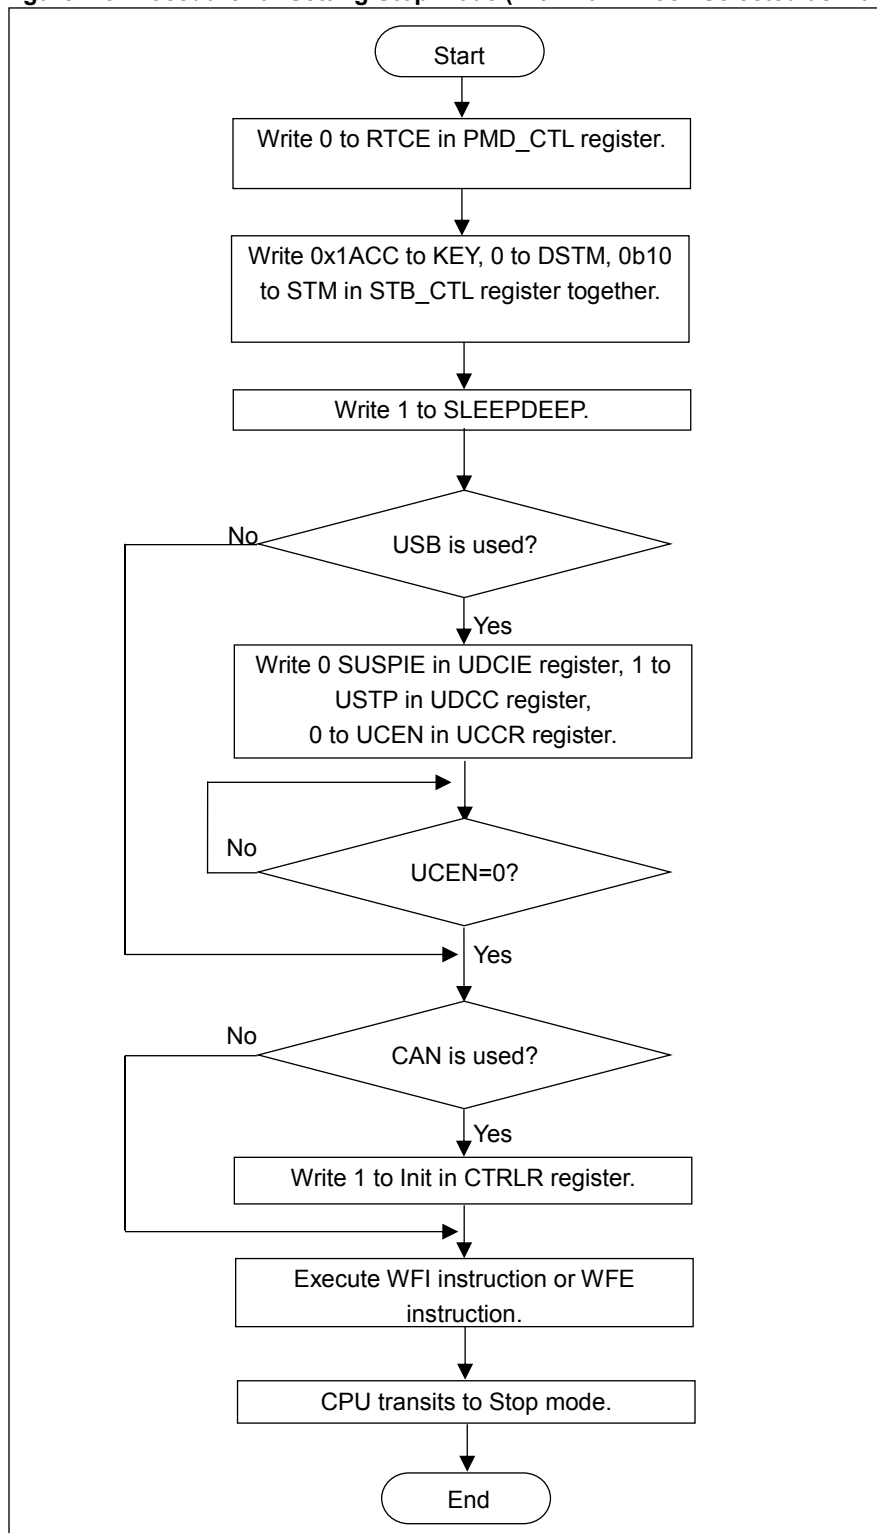 Start
Write 0 to RTCE in PMD_CTL register.
Write 0x1ACC to KEY, 0 to DSTM, 0b10
to STM in STB_CTL register together.
Write 1 to SLEEPDEEP.
USB is used?
No
Yes
Write 0 SUSPIE in UDCIE register, 1 to
USTP in UDCC register,
0 to UCEN in UCCR register.
No
UCEN=0?
Yes
No
CAN is used?
Yes
Write 1 to Init in CTRLR register.
Execute WFI instruction or WFE
instruction.
CPU transits to Stop mode.
End